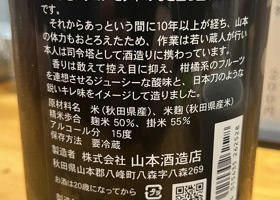 です。
それからあっという間に10年以上が経ち、山本
の体力もおとろえたため、作業は若い蔵人が行い
本人は司令塔として酒造りに携わっています。
香りは敢えて控え目に抑え、柑橘系のフルーツ
を連想させるジューシーな酸味と、日本刀のような
鋭いキレ味をイメージして造りました。
原材料名 米(秋田県産)、米麹(秋田県産米)
精米歩合 麹米 50%、掛米 55%
アルコール分 15度
保存方法 要冷蔵
製造者 株式会社 山本酒造店
秋田県山本郡八峰町八森字八森269
お酒は20歳になってから